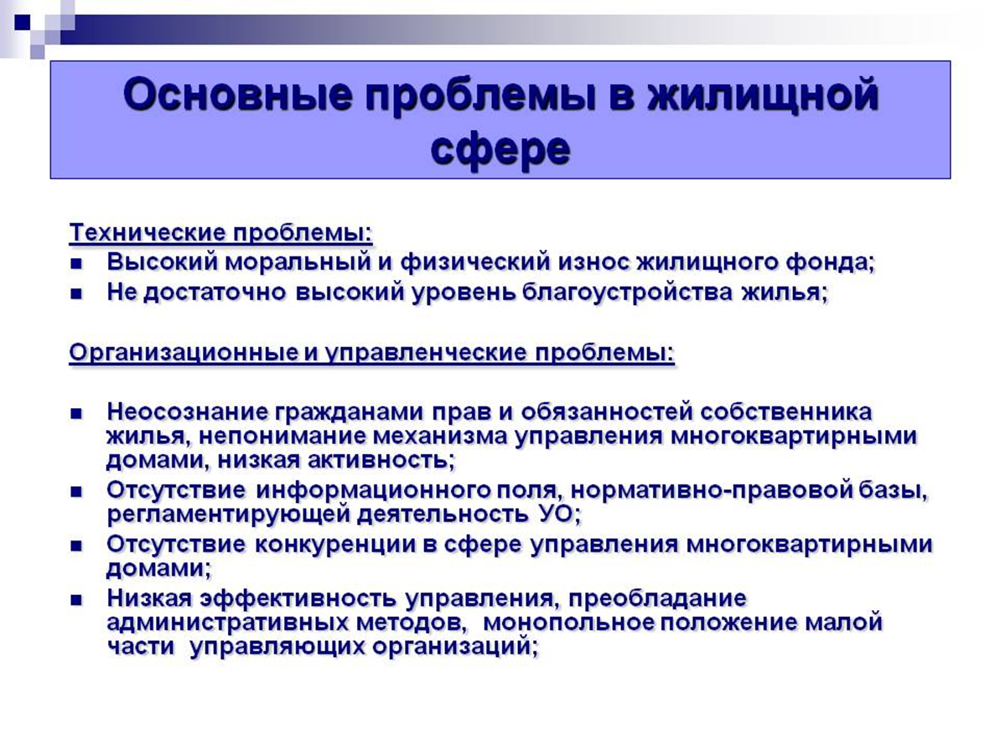 Основные проблемы в жилищной
сфере
Технические проблемы:
Высокий моральный и физический износ жилищного фонда;
Не достаточно высокий уровень благоустройства жилья;
Организационные и управленческие проблемы:
Неосознание гражданами прав и обязанностей собственника
жилья, непонимание механизма управления многоквартирными
домами, низкая активность;
Отсутствие информационного поля, нормативно-правовой базы,
регламентирующей деятельность УО;
Отсутствие конкуренции в сфере управления многоквартирными
домами;
Низкая эффективность управления, преобладание
административных методов, монопольное положение малой
части управляющих организаций;